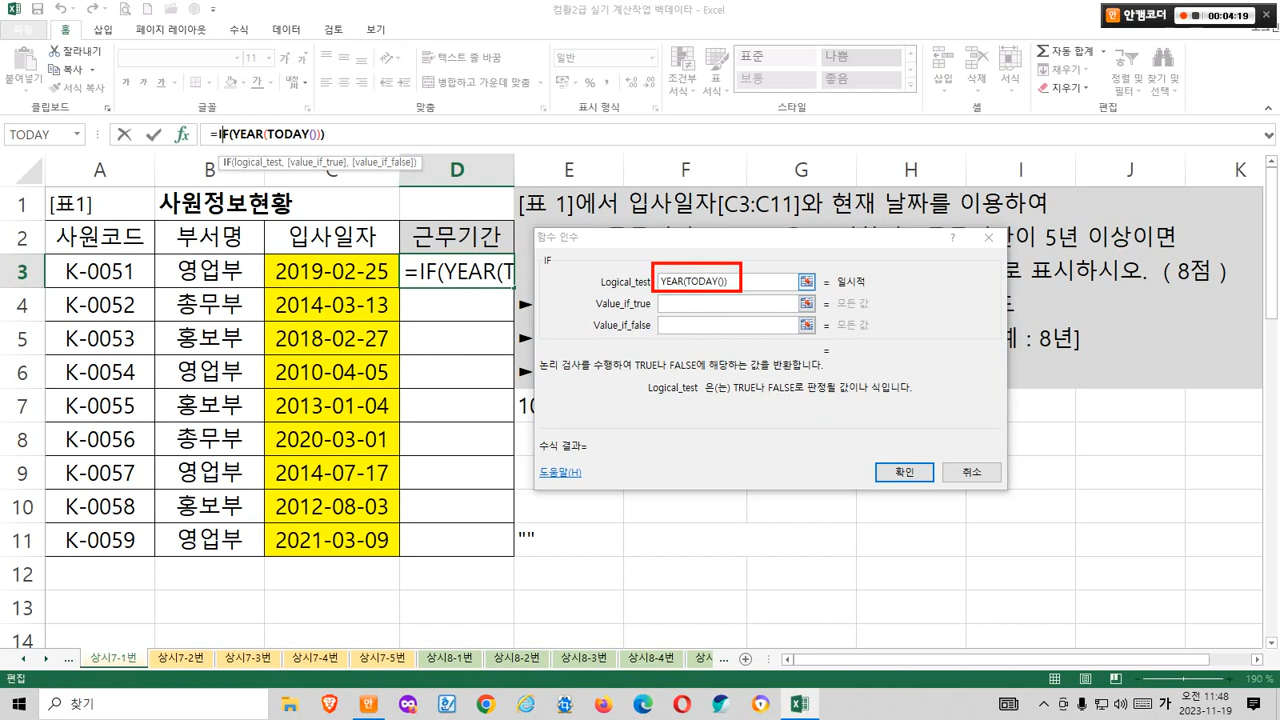 컴활2급 실기 계산작업 백데이타 - Excel
안캠코더 00:04:19
홈 삽입 페이지 레이아웃 수식 데이터 검토 보기
잘라내기 가나다 텍스트 줄 바꿈 일반 표준 나쁨 자동 합계
붙여넣기 복사 조건부 서식 표 서식 보통 좋음 삽입 삭제 서식 채우기 정렬 및 필터 찾기 및 선택
서식 복사 병합하고 가운데 맞춤 지우기
클립보드 글꼴 맞춤 표시 형식 스타일 셀 편집
TODAY =IF(YEAR(TODAY()))
IF(logical_test, [value_if_true], [value_if_false])
A B C D E F G H I J K
1 [표1] 사원정보현황 [표 1]에서 입사일자[C3:C11]와 현재 날짜를 이용하여
2 사원코드 부서명 입사일자 근무기간 이 5년 이상이면
3 K-0051 영업부 2019-02-25 =IF(YEAR(T 로 표시하시오. ( 8점 )
4 K-0052 총무부 2014-03-13 ►
5 K-0053 홍보부 2018-02-27 ► : 8년]
6 K-0054 영업부 2010-04-05 ►
7 K-0055 홍보부 2013-01-04
8 K-0056 총무부 2020-03-01
9 K-0057 영업부 2014-07-17
10 K-0058 홍보부 2012-08-03
11 K-0059 영업부 2021-03-09 ""
12
13
14
함수 인수 ?
IF
Logical_test YEAR(TODAY()) = 일시적
Value_if_true = 모든 값
Value_if_false = 모든 값
=
논리 검사를 수행하여 TRUE나 FALSE에 해당하는 값을 반환합니다.
Logical_test 은(는) TRUE나 FALSE로 판정될 값이나 식입니다.
수식 결과=
도움말(H) 확인 취소
... 상시7-1번 상시7-2번 상시7-3번 상시7-4번 상시7-5번 상시8-1번 상시8-2번 상시8-3번 상시8-4번 ...
편집 190 %
찾기 가 오전 11:48
2023-11-19